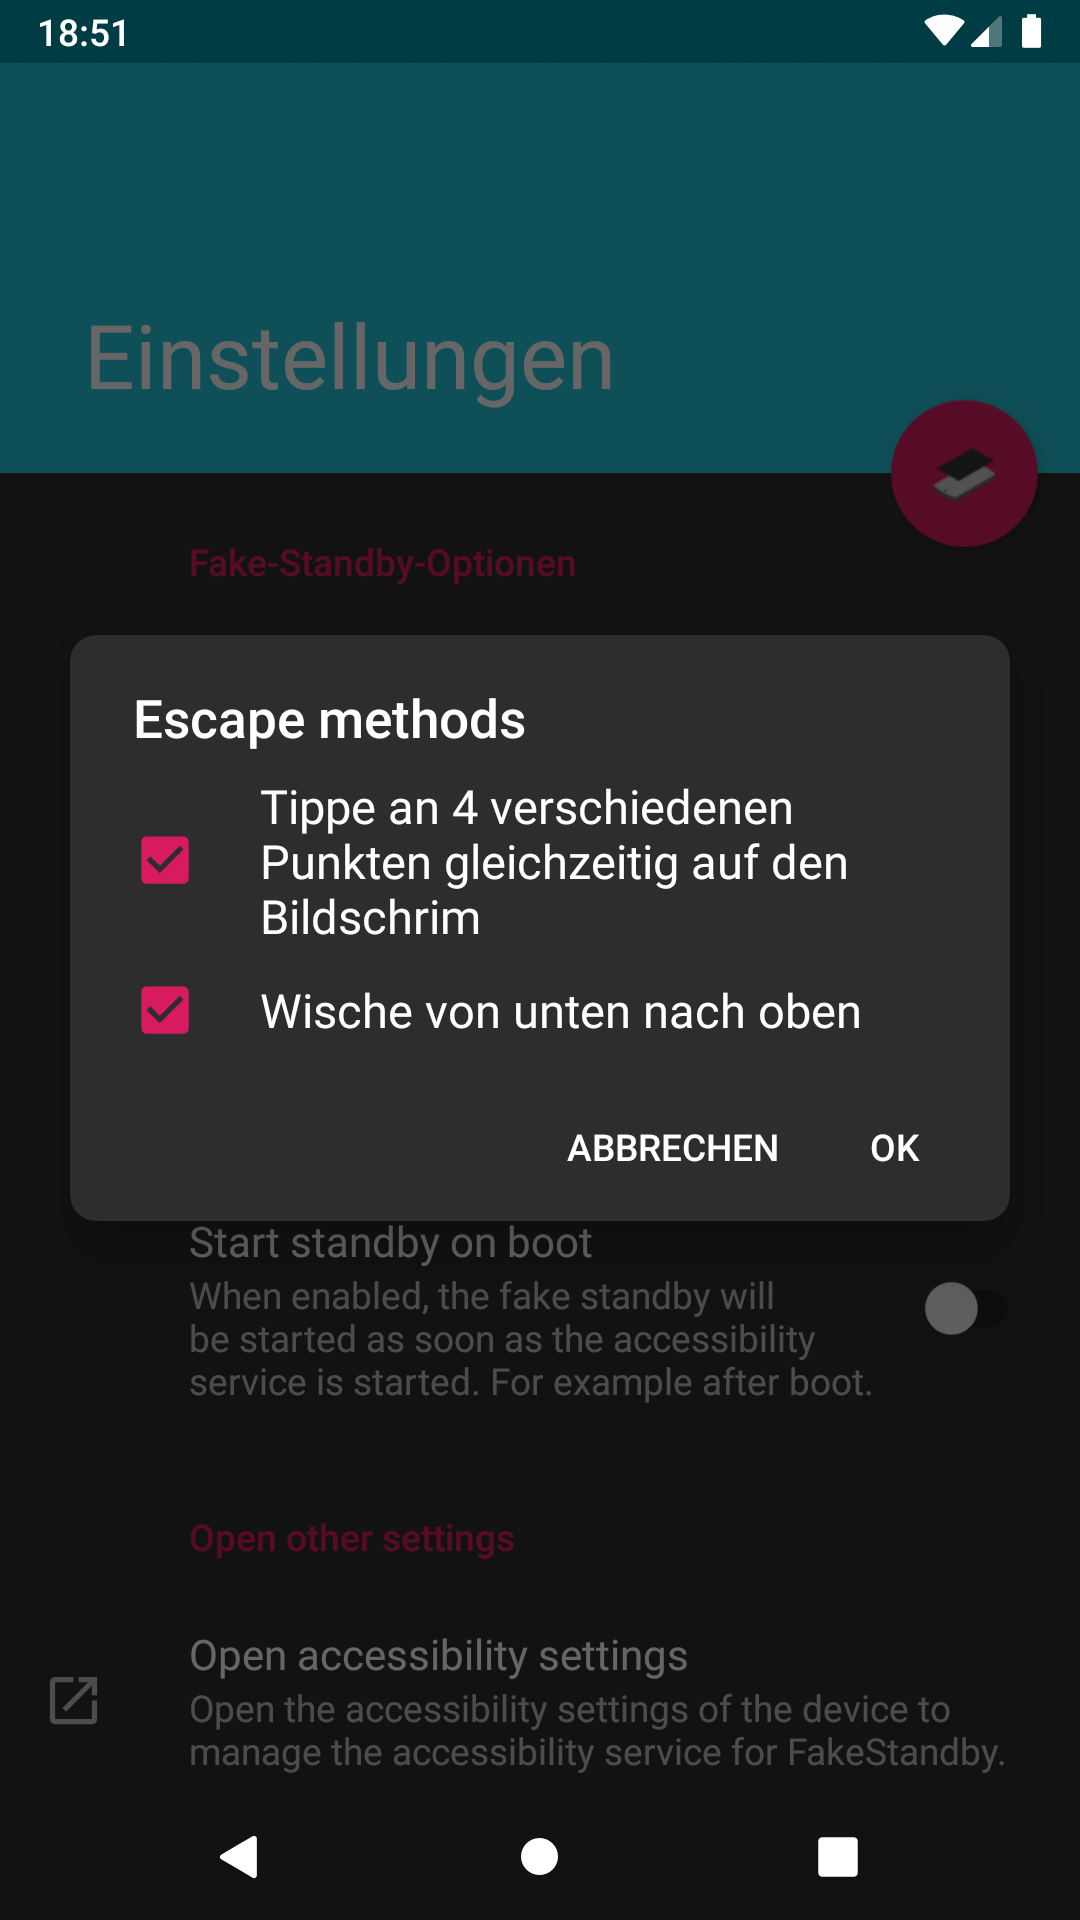 18:51
Einstellungen
Fake-Standby-Optionen
Escape methods
Tippe an 4 verschiedenen
Punkten gleichzeitig auf den
Bildschrim
Wische von unten nach oben
ABBRECHEN OK
Start standby on boot
When enabled, the fake standby will
be started as soon as the accessibility
service is started. For example after boot.
Open other settings
Open accessibility settings
Open the accessibility settings of the device to
manage the accessibility service for FakeStandby.